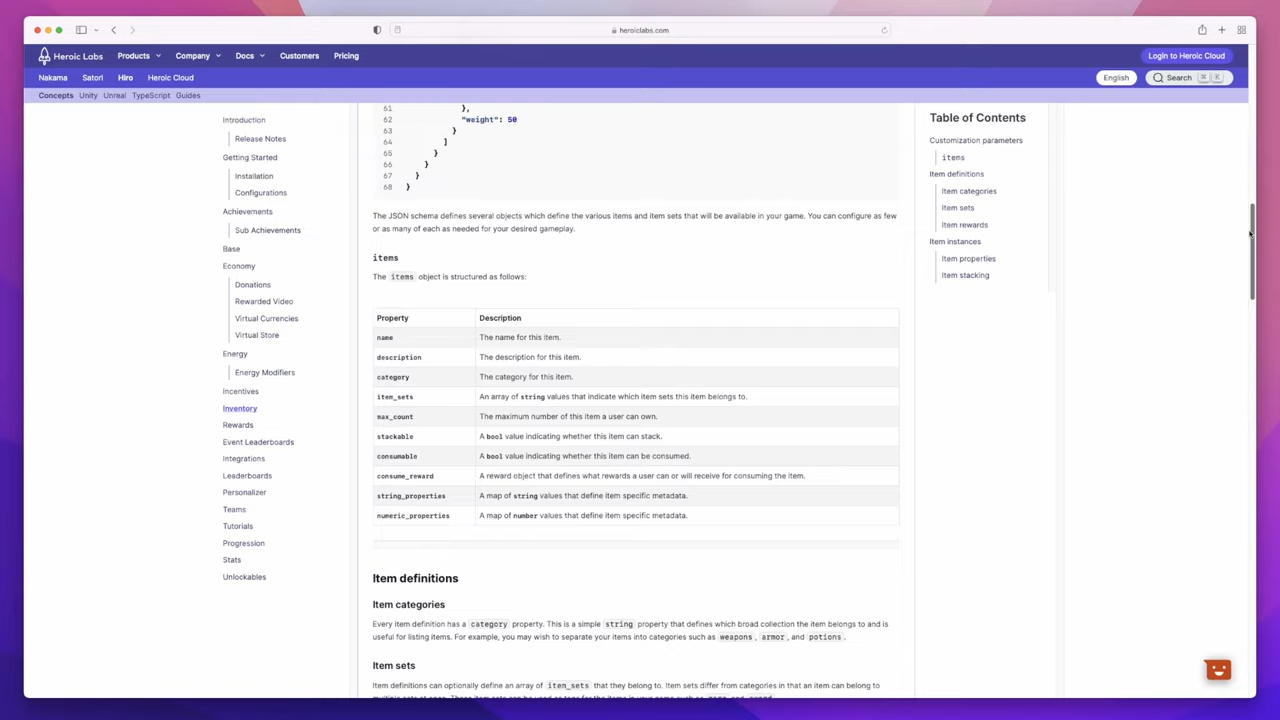 heroiclabs.com
Heroic Labs Products Company Docs Customers Pricing Login to Heroic Cloud
Nakama Satori Hiro Heroic Cloud English Search ⌘ K
Concepts Unity Unreal TypeScript Guides
Introduction
Release Notes
Getting Started
Installation
Configurations
Achievements
Sub Achievements
Base
Economy
Donations
Rewarded Video
Virtual Currencies
Virtual Store
Energy
Energy Modifiers
Incentives
Inventory
Rewards
Event Leaderboards
Integrations
Leaderboards
Personalizer
Teams
Tutorials
Progression
Stats
Unlockables
61 },
62 "weight": 50
63 }
64 ]
65 }
66 }
67 }
68 }
The JSON schema defines several objects which define the various items and item sets that will be available in your game. You can configure as few
or as many of each as needed for your desired gameplay.
items
The items object is structured as follows:
Property Description
name The name for this item.
description The description for this item.
category The category for this item.
item_sets An array of string values that indicate which item sets this item belongs to.
max_count The maximum number of this item a user can own.
stackable A bool value indicating whether this item can stack.
consumable A bool value indicating whether this item can be consumed.
consume_reward A reward object that defines what rewards a user can or will receive for consuming the item.
string_properties A map of string values that define item specific metadata.
numeric_properties A map of number values that define item specific metadata.
Item definitions
Item categories
Every item definition has a category property. This is a simple string property that defines which broad collection the item belongs to and is
useful for listing items. For example, you may wish to separate your items into categories such as weapons, armor, and potions.
Item sets
Item definitions can optionally define an array of item_sets that they belong to. Item sets differ from categories in that an item can belong to
Table of Contents
Customization parameters
items
Item definitions
Item categories
Item sets
Item rewards
Item instances
Item properties
Item stacking